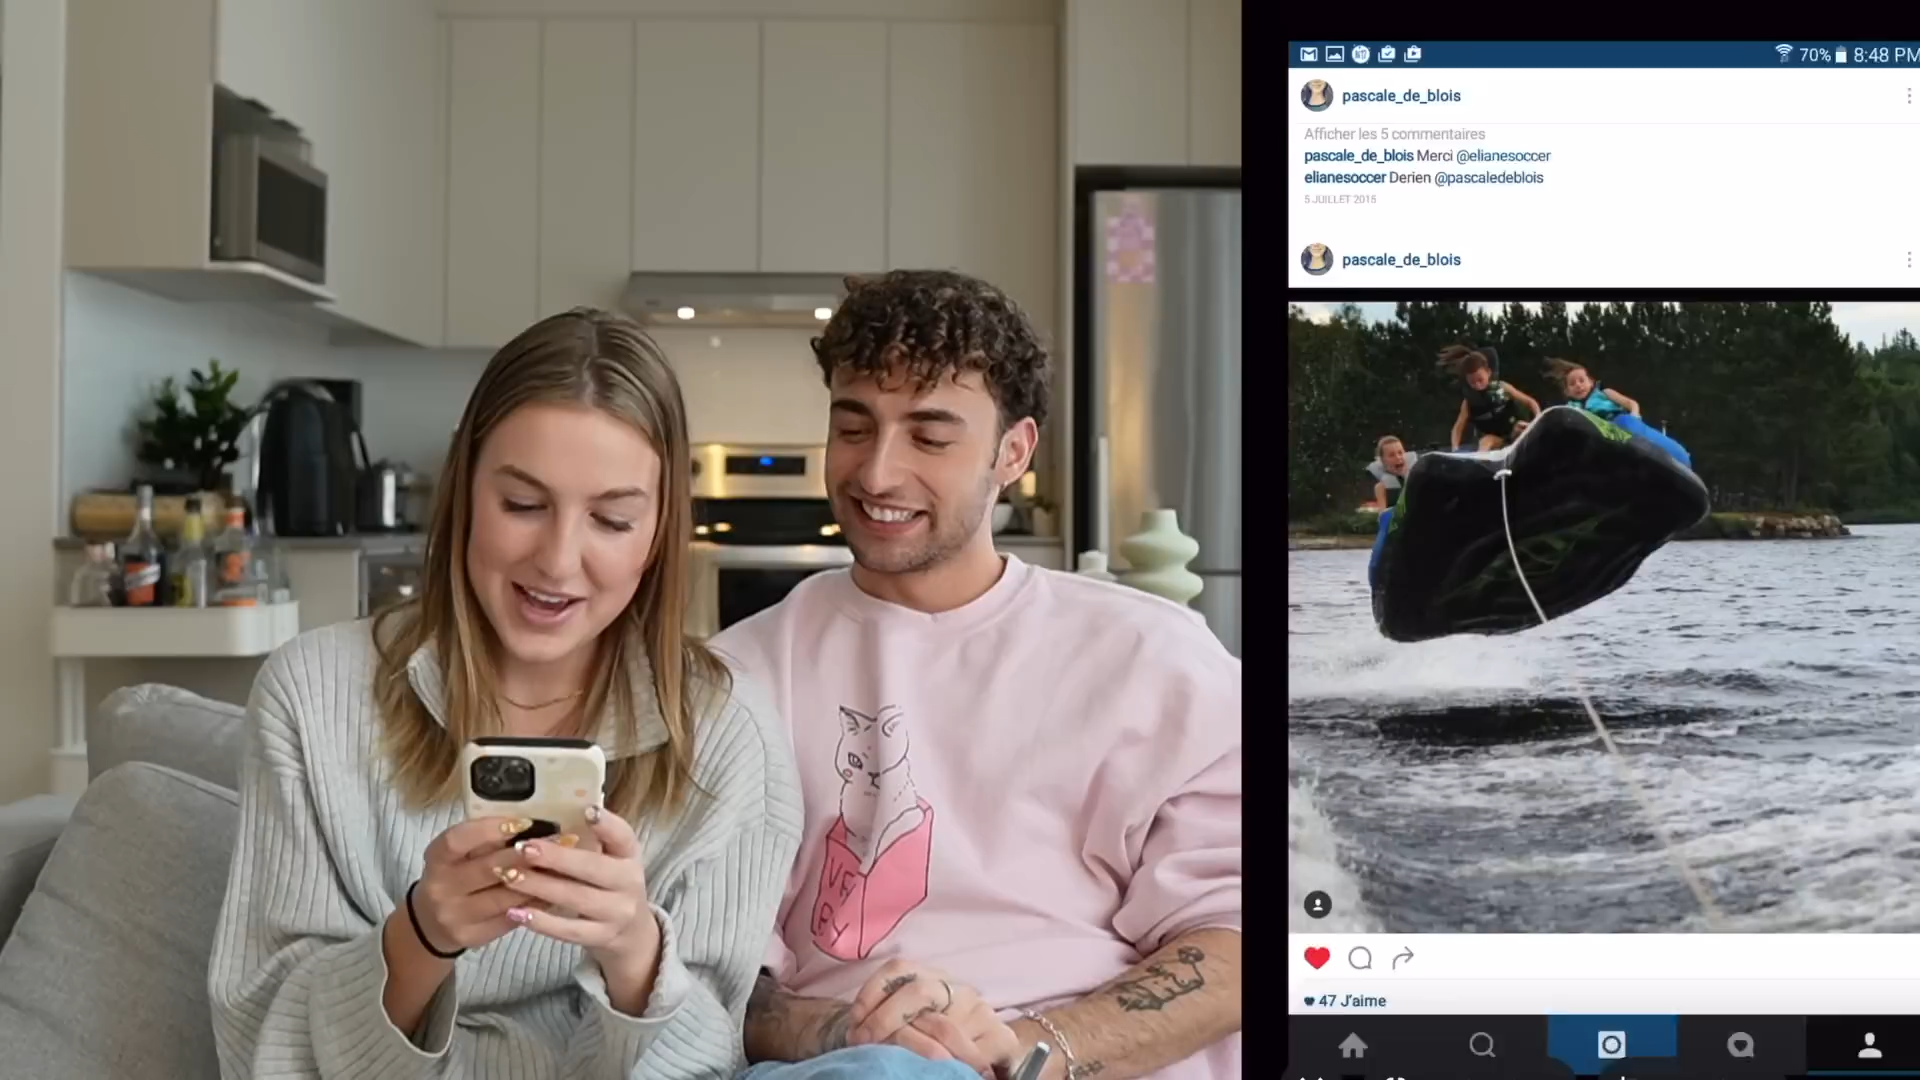 70% 8:48 PM
pascale_de_blois
Afficher les 5 commentaires
pascale_de_blois Merci @elianesoccer
elianesoccer Derien @pascaledeblois
5 JUILLET 2015
pascale_de_blois
47 J'aime